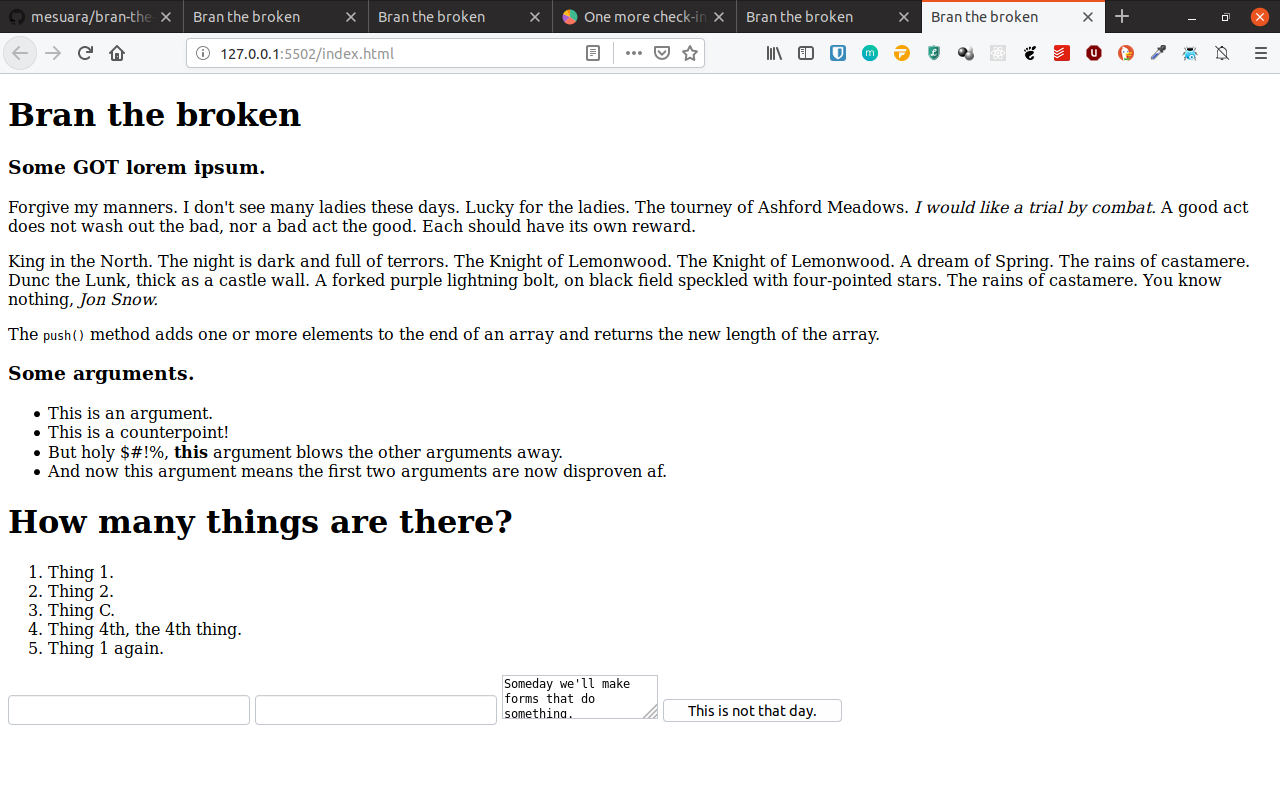 mesuara/bran-the
Bran the broken
Bran the broken
One more check-in
Bran the broken
Bran the broken
127.0.0.1:5502/index.html
Bran the broken
Some GOT lorem ipsum.
Forgive my manners. I don't see many ladies these days. Lucky for the ladies. The tourney of Ashford Meadows. I would like a trial by combat. A good act
does not wash out the bad, nor a bad act the good. Each should have its own reward.
King in the North. The night is dark and full of terrors. The Knight of Lemonwood. The Knight of Lemonwood. A dream of Spring. The rains of castamere.
Dunc the Lunk, thick as a castle wall. A forked purple lightning bolt, on black field speckled with four-pointed stars. The rains of castamere. You know
nothing, Jon Snow.
The push() method adds one or more elements to the end of an array and returns the new length of the array.
Some arguments.
• This is an argument.
• This is a counterpoint!
• But holy $#!%, this argument blows the other arguments away.
• And now this argument means the first two arguments are now disproven af.
How many things are there?
1. Thing 1.
2. Thing 2.
3. Thing C.
4. Thing 4th, the 4th thing.
5. Thing 1 again.
Someday we'll make
forms that do
something.
This is not that day.